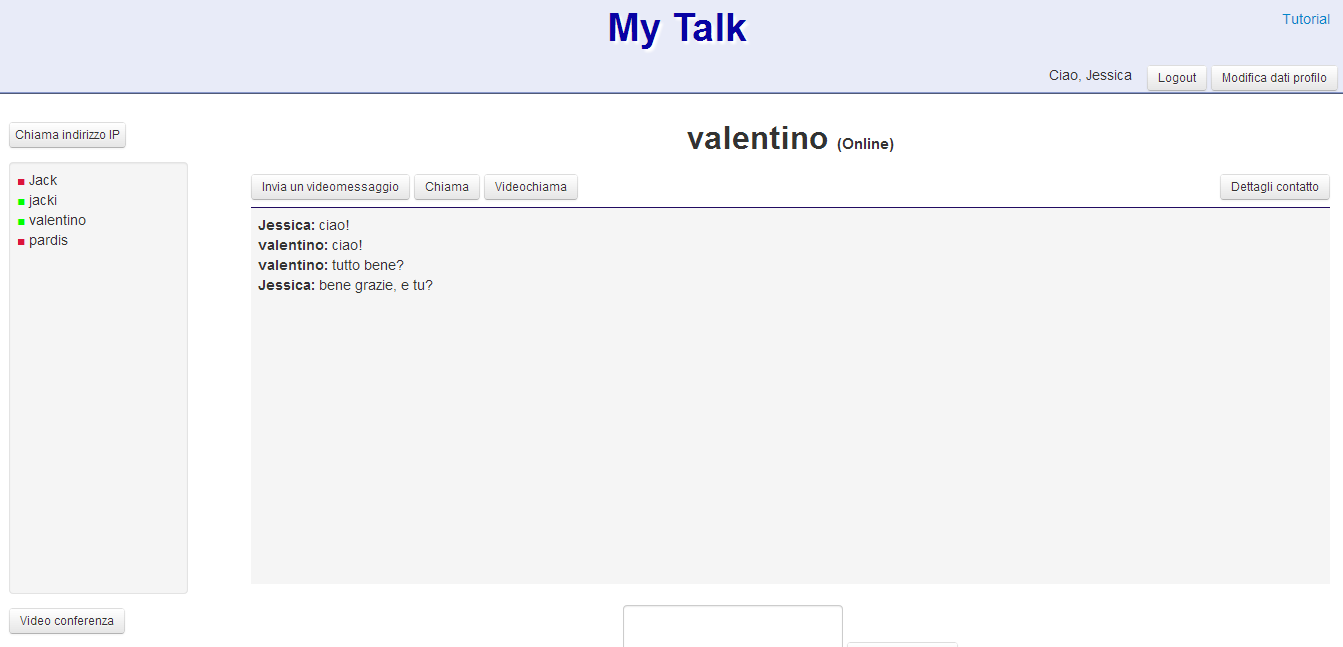 My Talk
Tutorial
Ciao, Jessica Logout Modifica dati profilo
Chiama indirizzo IP
valentino (Online)
Jack
jacki
valentino
pardis
Invia un videomessaggio Chiama Videochiama Dettagli contatto
Jessica: ciao!
valentino: ciao!
valentino: tutto bene?
Jessica: bene grazie, e tu?
Video conferenza